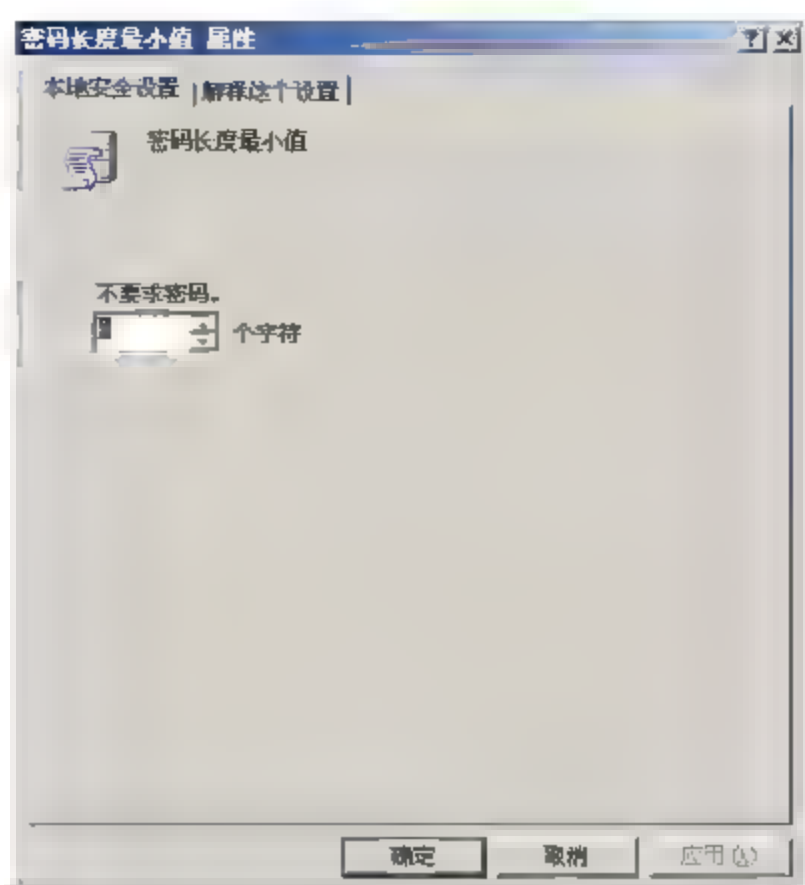 密码长度最小值 属性
本地安全设置 解释这个设置
密码长度最小值
不要求密码。
个字符
确定 取消 应用(A)